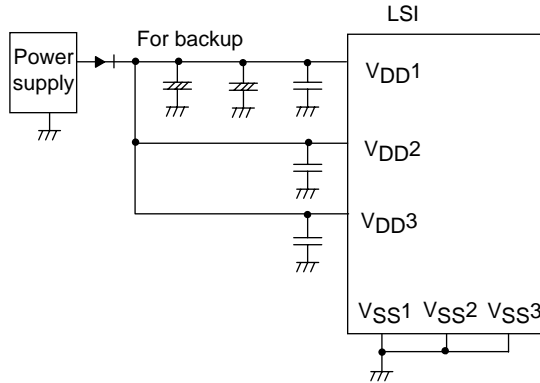 LSI
For backup
Power
supply
VDD1
VDD2
VDD3
VSS1
VSS2
VSS3